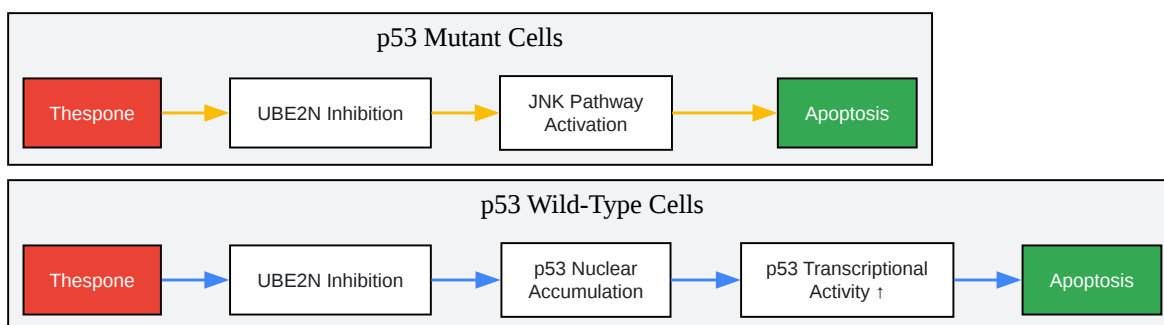 p53 Mutant Cells
Thespone
UBE2N Inhibition
JNK Pathway
Activation
Apoptosis
p53 Wild-Type Cells
Thespone
UBE2N Inhibition
p53 Nuclear
Accumulation
p53 Transcriptional
Activity ↑
Apoptosis